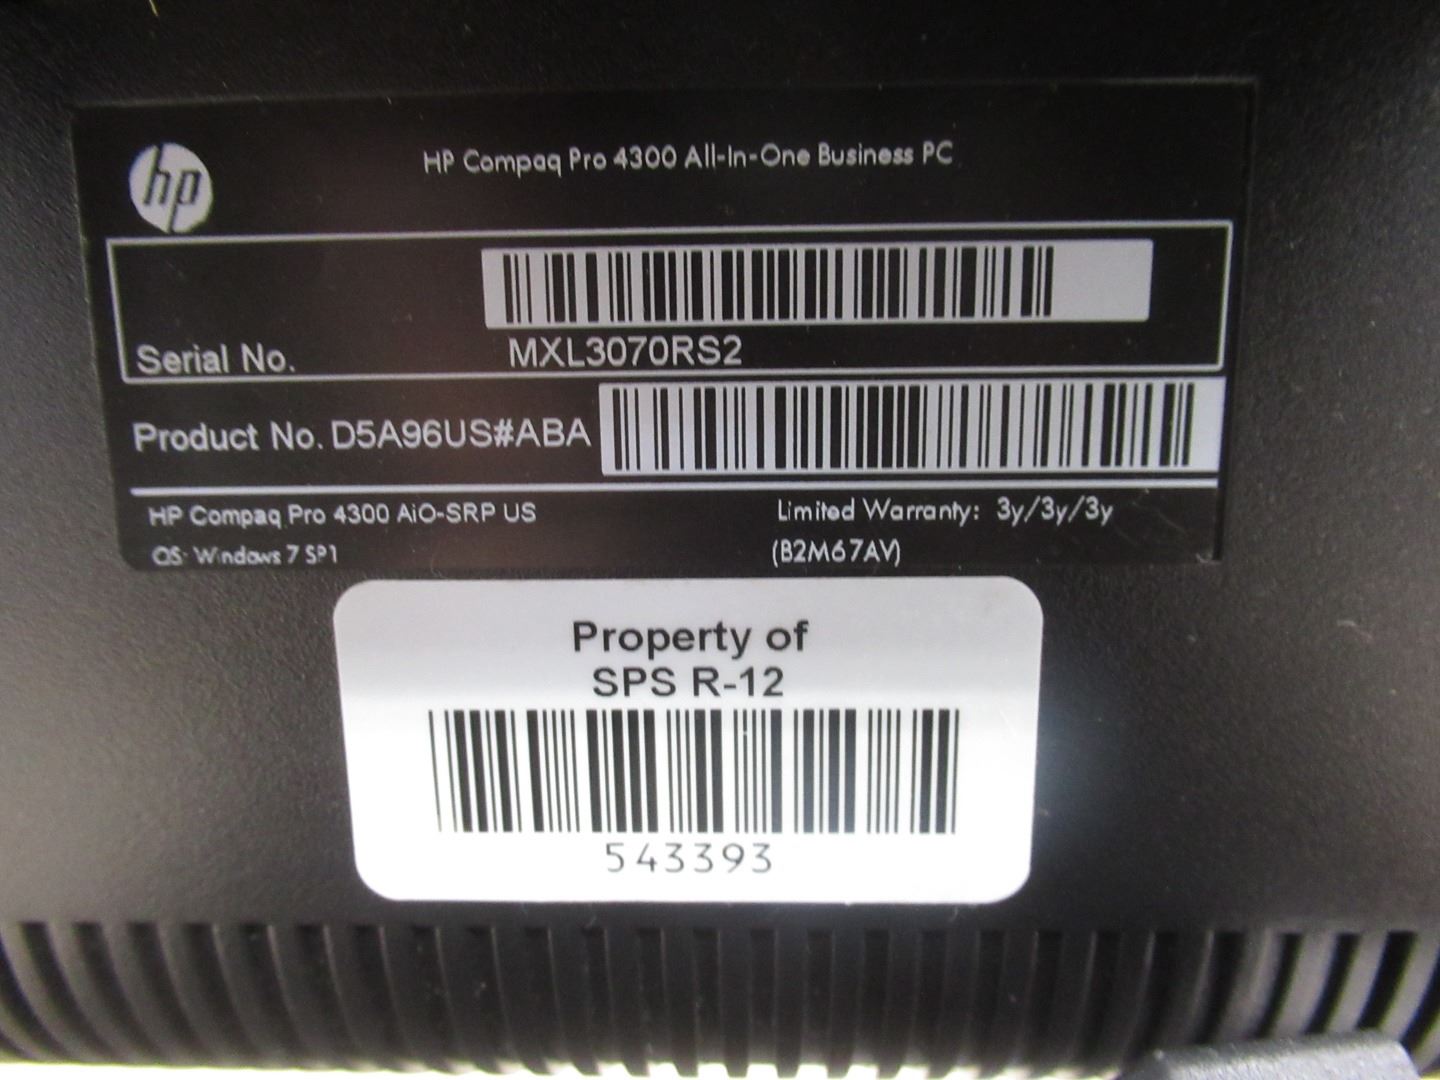 hp
HP Compaq Pro 4300 All-In-One Business PC
Serial No.
MXL3070RS2
Product No. D5A96US#ABA
HP Compaq Pro 4300 AiO-SRP US
Limited Warranty: 3y/3y/3y
OS: Windows 7 SP1
(B2M67AV)
Property of
SPS R-12
543393